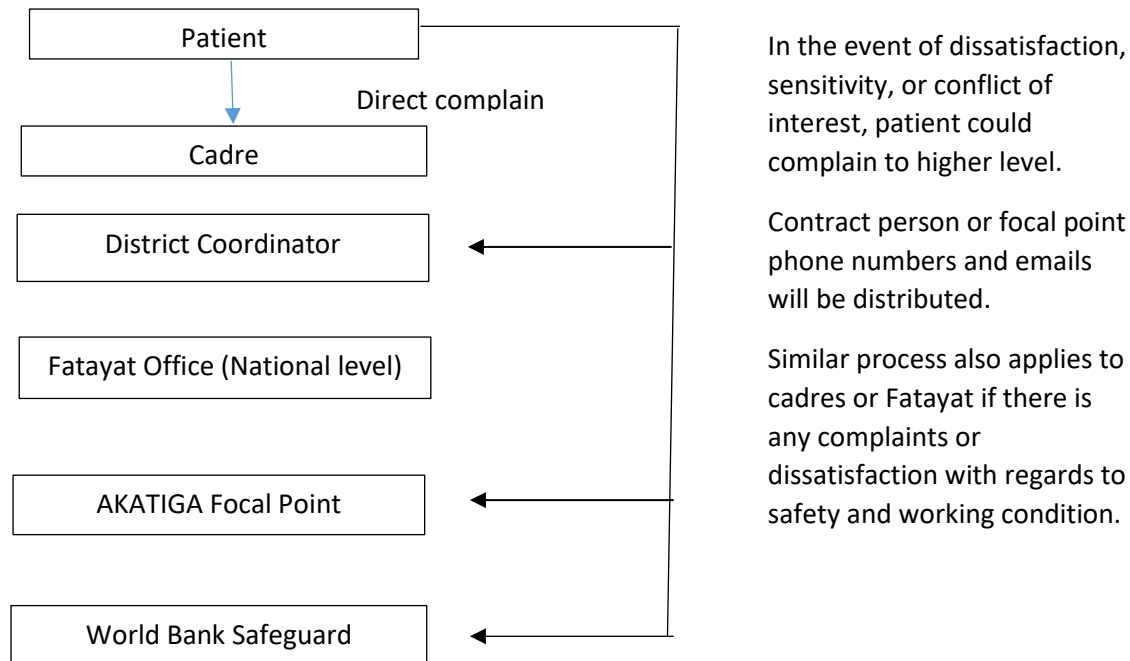 Patient
Direct complain
Cadre
District Coordinator
Fatayat Office (National level)
AKATIGA Focal Point
World Bank Safeguard
In the event of dissatisfaction,
sensitivity, or conflict of
interest, patient could
complain to higher level.
Contract person or focal point
phone numbers and emails
will be distributed.
Similar process also applies to
cadres or Fatayat if there is
any complaints or
dissatisfaction with regards to
safety and working condition.